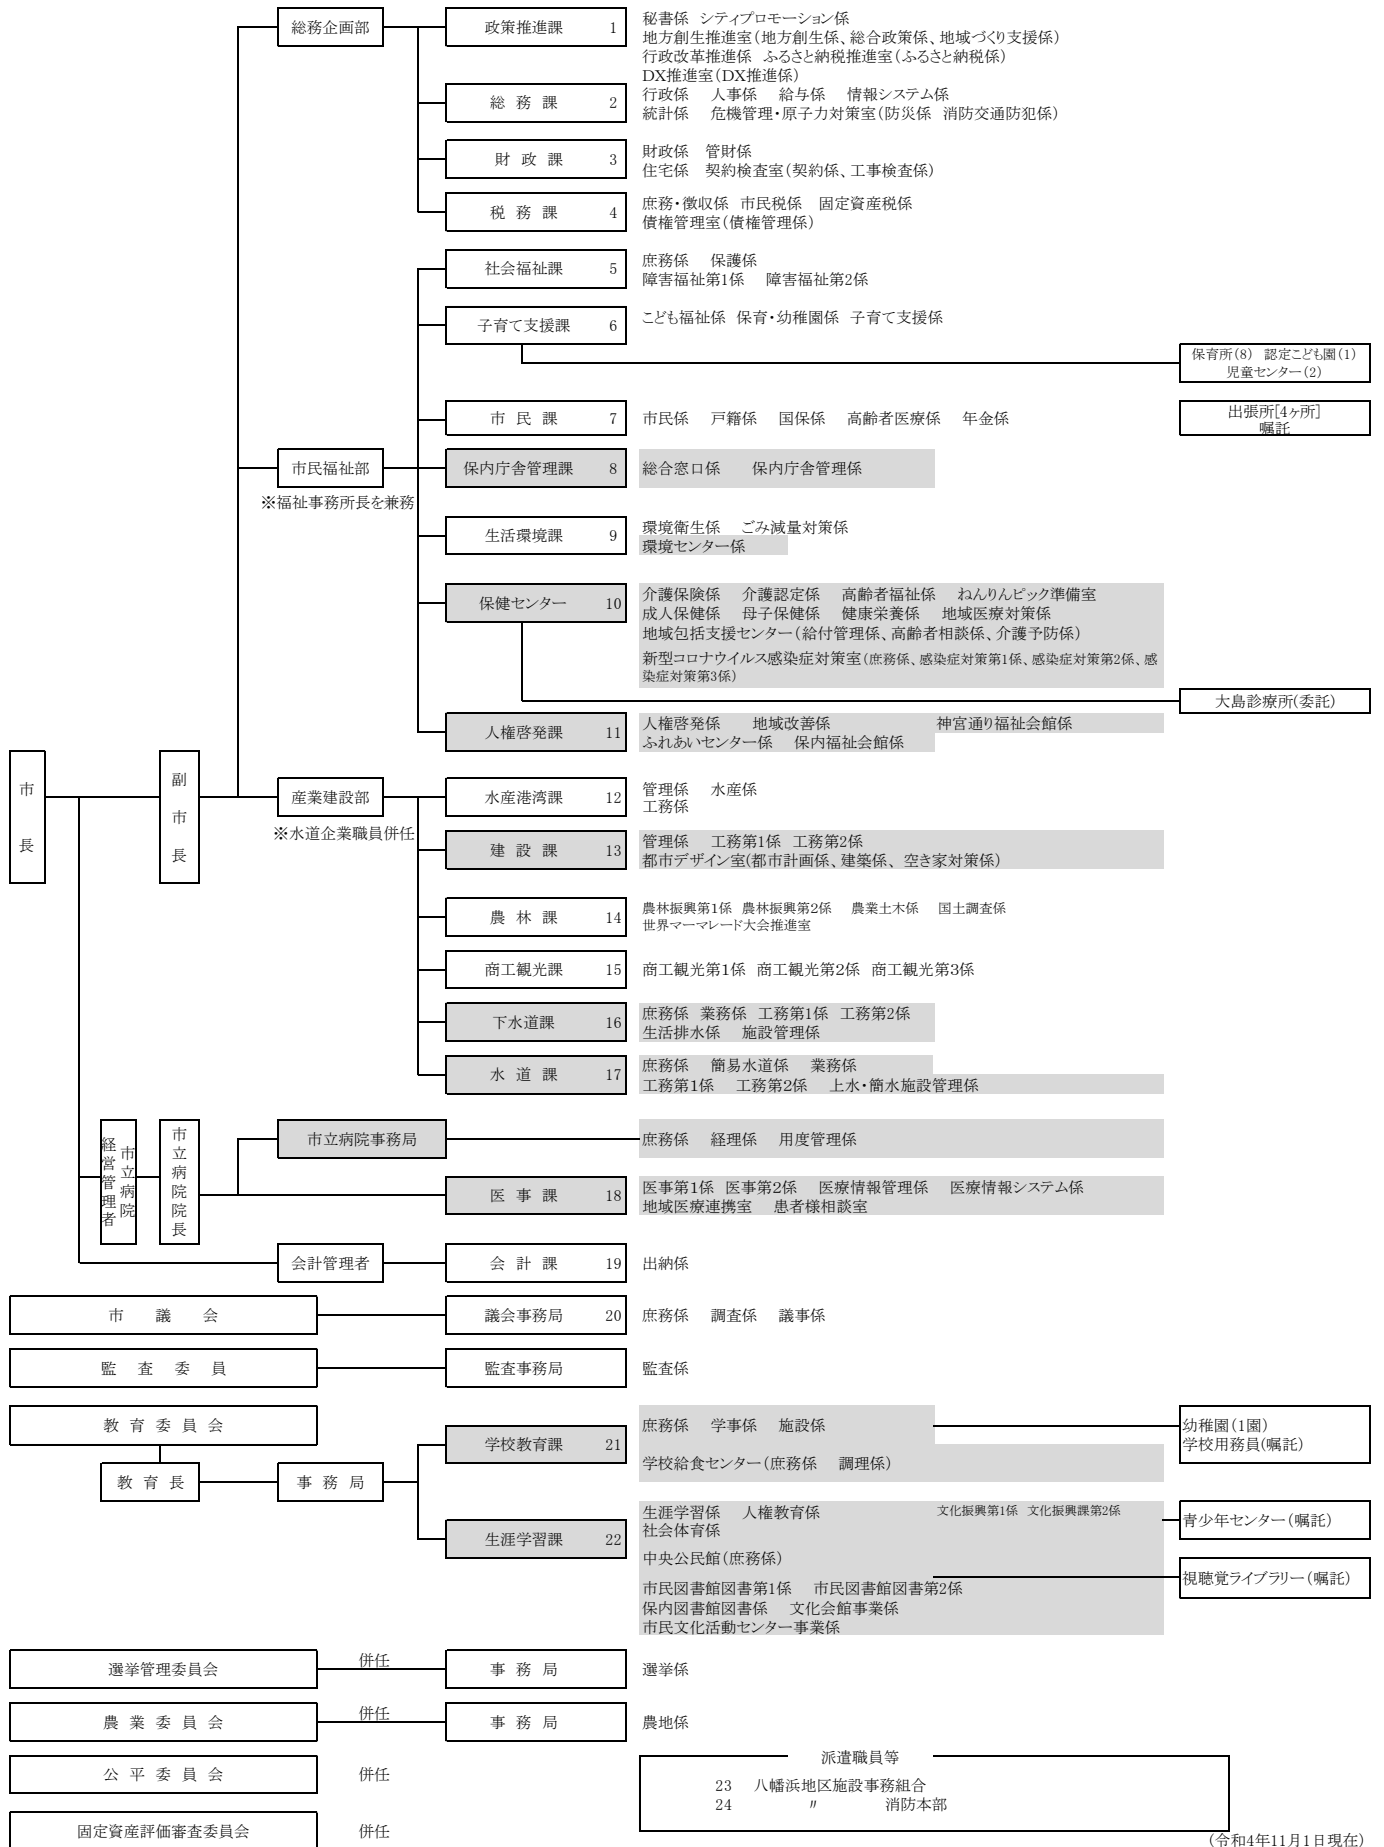 総務企画部
政策推進課 1
秘書係 シティプロモーション係
地方創生推進室(地方創生係、総合政策係、地域づくり支援係)
行政改革推進係 ふるさと納税推進室(ふるさと納税係)
DX推進室(DX推進係)
総務課 2
行政係 人事係 給与係 情報システム係
統計係 危機管理・原子力対策室(防災係 消防交通防犯係)
財政課 3
財政係 管財係
住宅係 契約検査室(契約係、工事検査係)
税務課 4
庶務・徴収係 市民税係 固定資産税係
債権管理室(債権管理係)
社会福祉課 5
庶務係 保護係
障害福祉第1係 障害福祉第2係
子育て支援課 6
こども福祉係 保育・幼稚園係 子育て支援係
保育所(8) 認定こども園(1)
児童センター(2)
市民課 7
市民係 戸籍係 国保係 高齢者医療係 年金係
出張所[4ヶ所]
嘱託
市民福祉部
※福祉事務所長を兼務
保内庁舎管理課 8
総合窓口係 保内庁舎管理係
生活環境課 9
環境衛生係 ごみ減量対策係
環境センター係
保健センター 10
介護保険係 介護認定係 高齢者福祉係 ねんりんピック準備室
成人保健係 母子保健係 健康栄養係 地域医療対策係
地域包括支援センター(給付管理係、高齢者相談係、介護予防係)
新型コロナウイルス感染症対策室(庶務係、感染症対策第1係、感染症対策第2係、感
染症対策第3係)
大島診療所(委託)
人権啓発課 11
人権啓発係 地域改善係 神宮通り福祉会館係
ふれあいセンター係 保内福祉会館係
市長
副市長
産業建設部
※水道企業職員併任
水産港湾課 12
管理係 水産係
工務係
建設課 13
管理係 工務第1係 工務第2係
都市デザイン室(都市計画係、建築係、空き家対策係)
農林課 14
農林振興第1係 農林振興第2係 農業土木係 国土調査係
世界マーマレード大会推進室
商工観光課 15
商工観光第1係 商工観光第2係 商工観光第3係
下水道課 16
庶務係 業務係 工務第1係 工務第2係
生活排水係 施設管理係
水道課 17
庶務係 簡易水道係 業務係
工務第1係 工務第2係 上水・簡水施設管理係
市立病院
経営管理者
市立病院院長
市立病院事務局
庶務係 経理係 用度管理係
医事課 18
医事第1係 医事第2係 医療情報管理係 医療情報システム係
地域医療連携室 患者様相談室
会計管理者
会計課 19
出納係
市議会
議会事務局 20
庶務係 調査係 議事係
監査委員
監査事務局
監査係
教育委員会
教育長
事務局
学校教育課 21
庶務係 学事係 施設係
学校給食センター(庶務係 調理係)
幼稚園(1園)
学校用務員(嘱託)
生涯学習課 22
生涯学習係 人権教育係 文化振興第1係 文化振興課第2係
社会体育係
中央公民館(庶務係)
市民図書館図書第1係 市民図書館図書第2係
保内図書館図書係 文化会館事業係
市民文化活動センター事業係
青少年センター(嘱託)
視聴覚ライブラリー(嘱託)
選挙管理委員会 併任 事務局 選挙係
農業委員会 併任 事務局 農地係
公平委員会 併任
固定資産評価審査委員会 併任
派遣職員等
23 八幡浜地区施設事務組合
24 〃 消防本部
(令和4年11月1日現在)